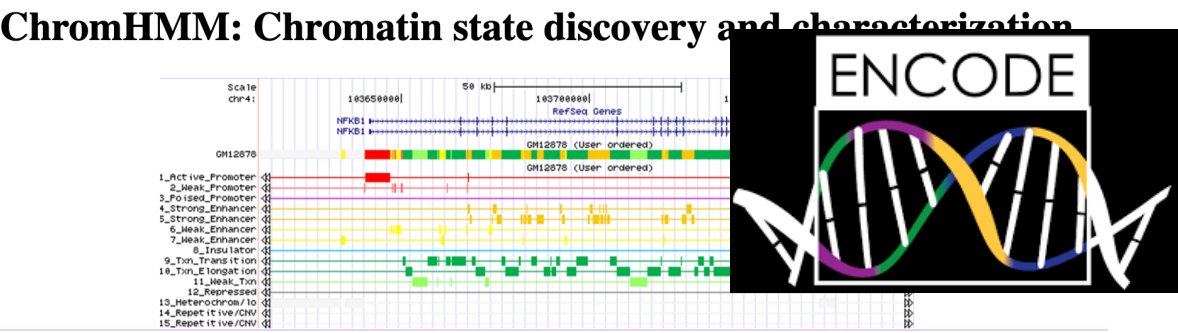 ChromHMM: Chromatin state discovery and characterization
ENCODE
Scale
50 kb
chr4:
103650000
103700000
1
RefSeq Genes
NFKB1
NFKB1
GM12878 (User ordered)
GM12878
GM12878 (User ordered)
1_Active_Promoter
2_Weak_Promoter
3_Poised_Promoter
4_Strong_Enhancer
5_Strong_Enhancer
6_Weak_Enhancer
7_Weak_Enhancer
8_Insulator
9_Txn_Transition
10_Txn_Elongation
11_Weak_Txn
12_Repressed
13_Heterochrom/lo
14_Repetitive/CNV
15_Repetitive/CNV